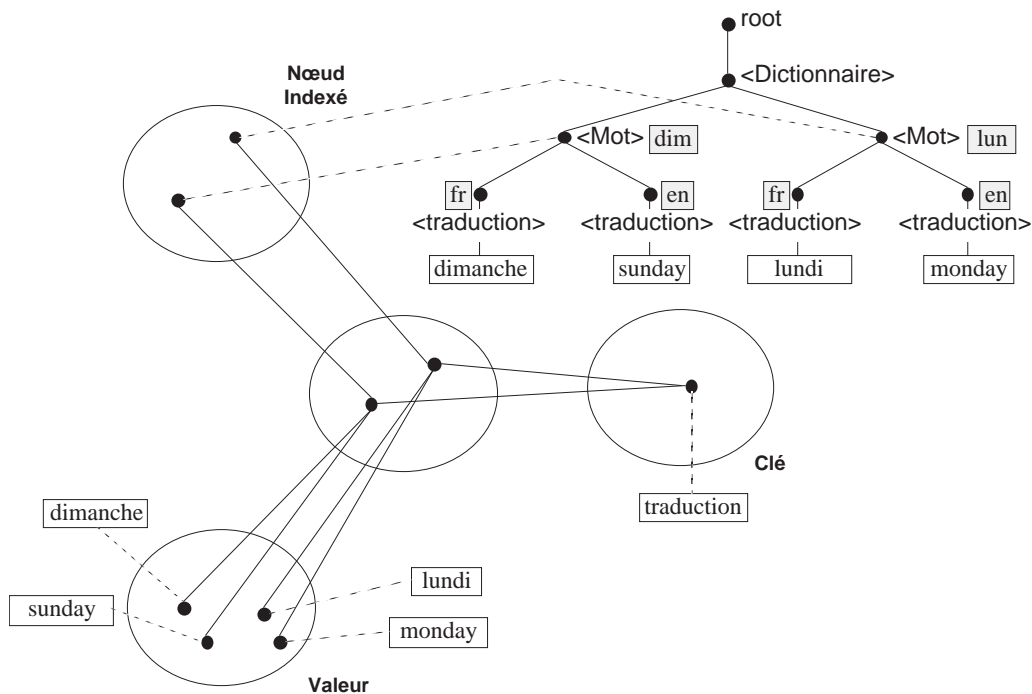 root
<Dictionnaire>
Nœud
Indexé
<Mot> dim
<Mot> lun
fr
en
fr
en
<traduction>
<traduction>
<traduction>
<traduction>
dimanche
sunday
lundi
monday
Clé
traduction
dimanche
lundi
sunday
monday
Valeur